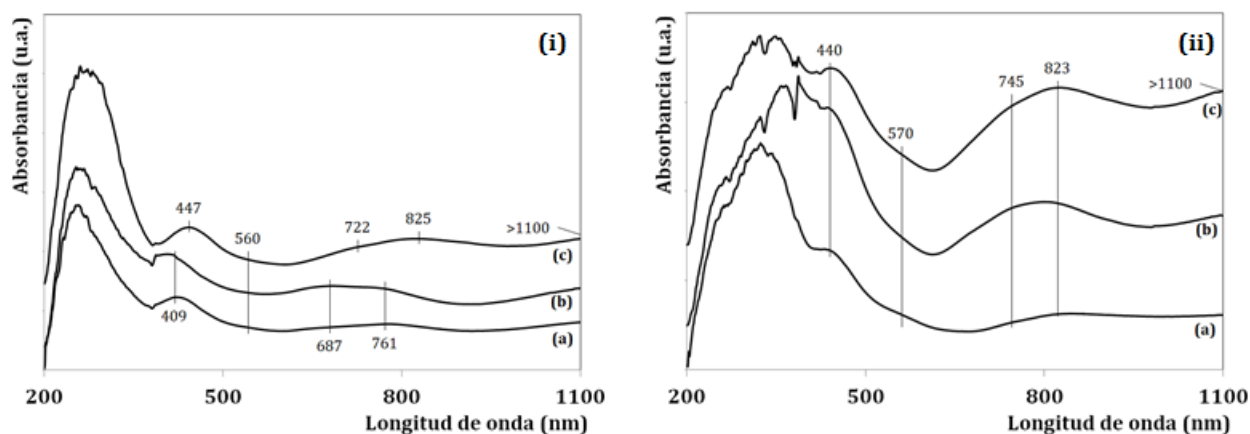 (i)
Absorbancia (u.a.)
447
560
722
825
>1100
(c)
(b)
409
687
761
(a)
200
500
800
1100
Longitud de onda (nm)
(ii)
Absorbancia (u.a.)
440
570
745
823
>1100
(c)
(b)
(a)
200
500
800
1100
Longitud de onda (nm)